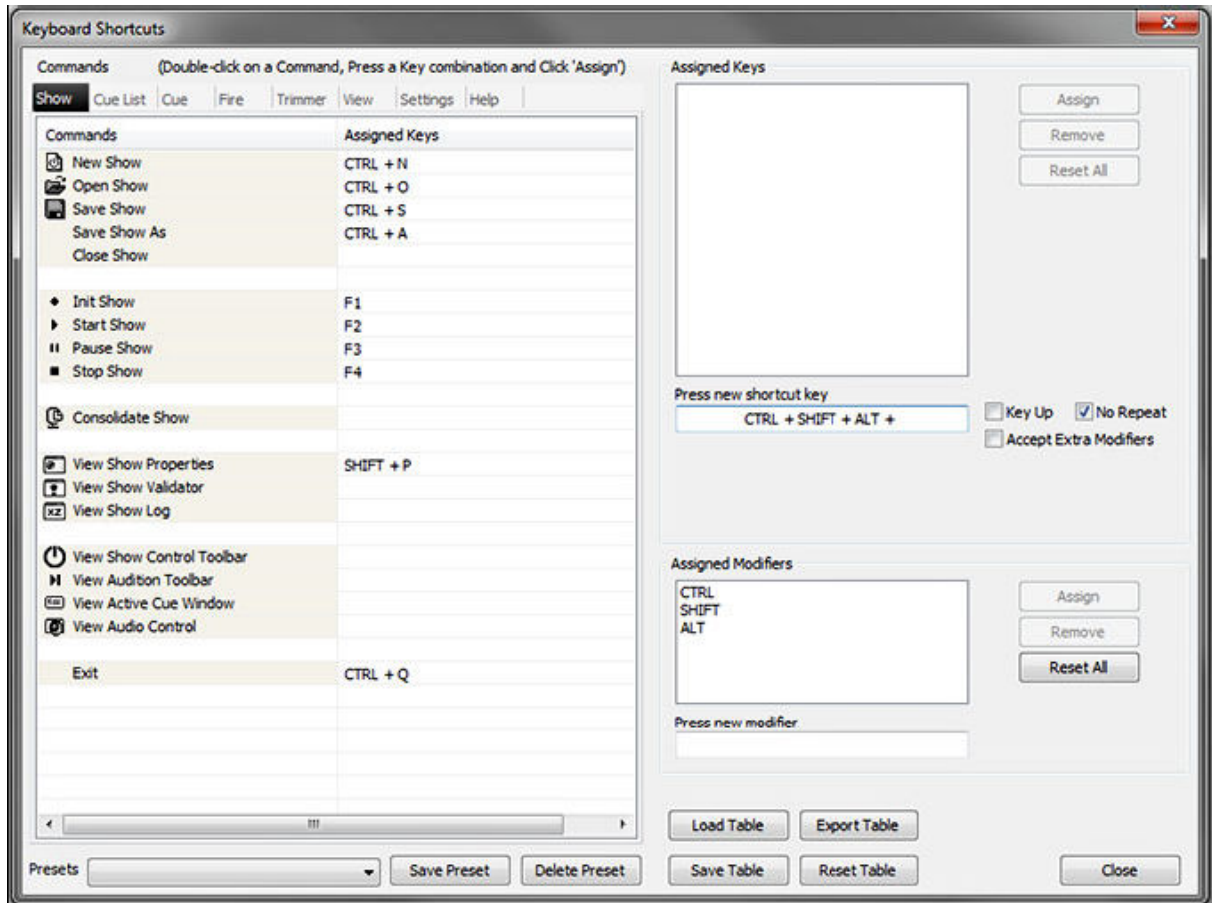 Keyboard Shortcuts
Commands (Double-click on a Command, Press a Key combination and Click 'Assign')
Show Cue List Cue Fire Trimmer View Settings Help
Commands Assigned Keys
New Show CTRL + N
Open Show CTRL + O
Save Show CTRL + S
Save Show As CTRL + A
Close Show
Init Show F1
Start Show F2
Pause Show F3
Stop Show F4
Consolidate Show
View Show Properties SHIFT + P
View Show Validator
View Show Log
View Show Control Toolbar
View Audition Toolbar
View Active Cue Window
View Audio Control
Exit CTRL + Q
Presets
Save Preset
Delete Preset
Assigned Keys
Assign
Remove
Reset All
Press new shortcut key
CTRL + SHIFT + ALT +
Key Up No Repeat
Accept Extra Modifiers
Assigned Modifiers
CTRL
SHIFT
ALT
Assign
Remove
Reset All
Press new modifier
Load Table Export Table
Save Table Reset Table
Close